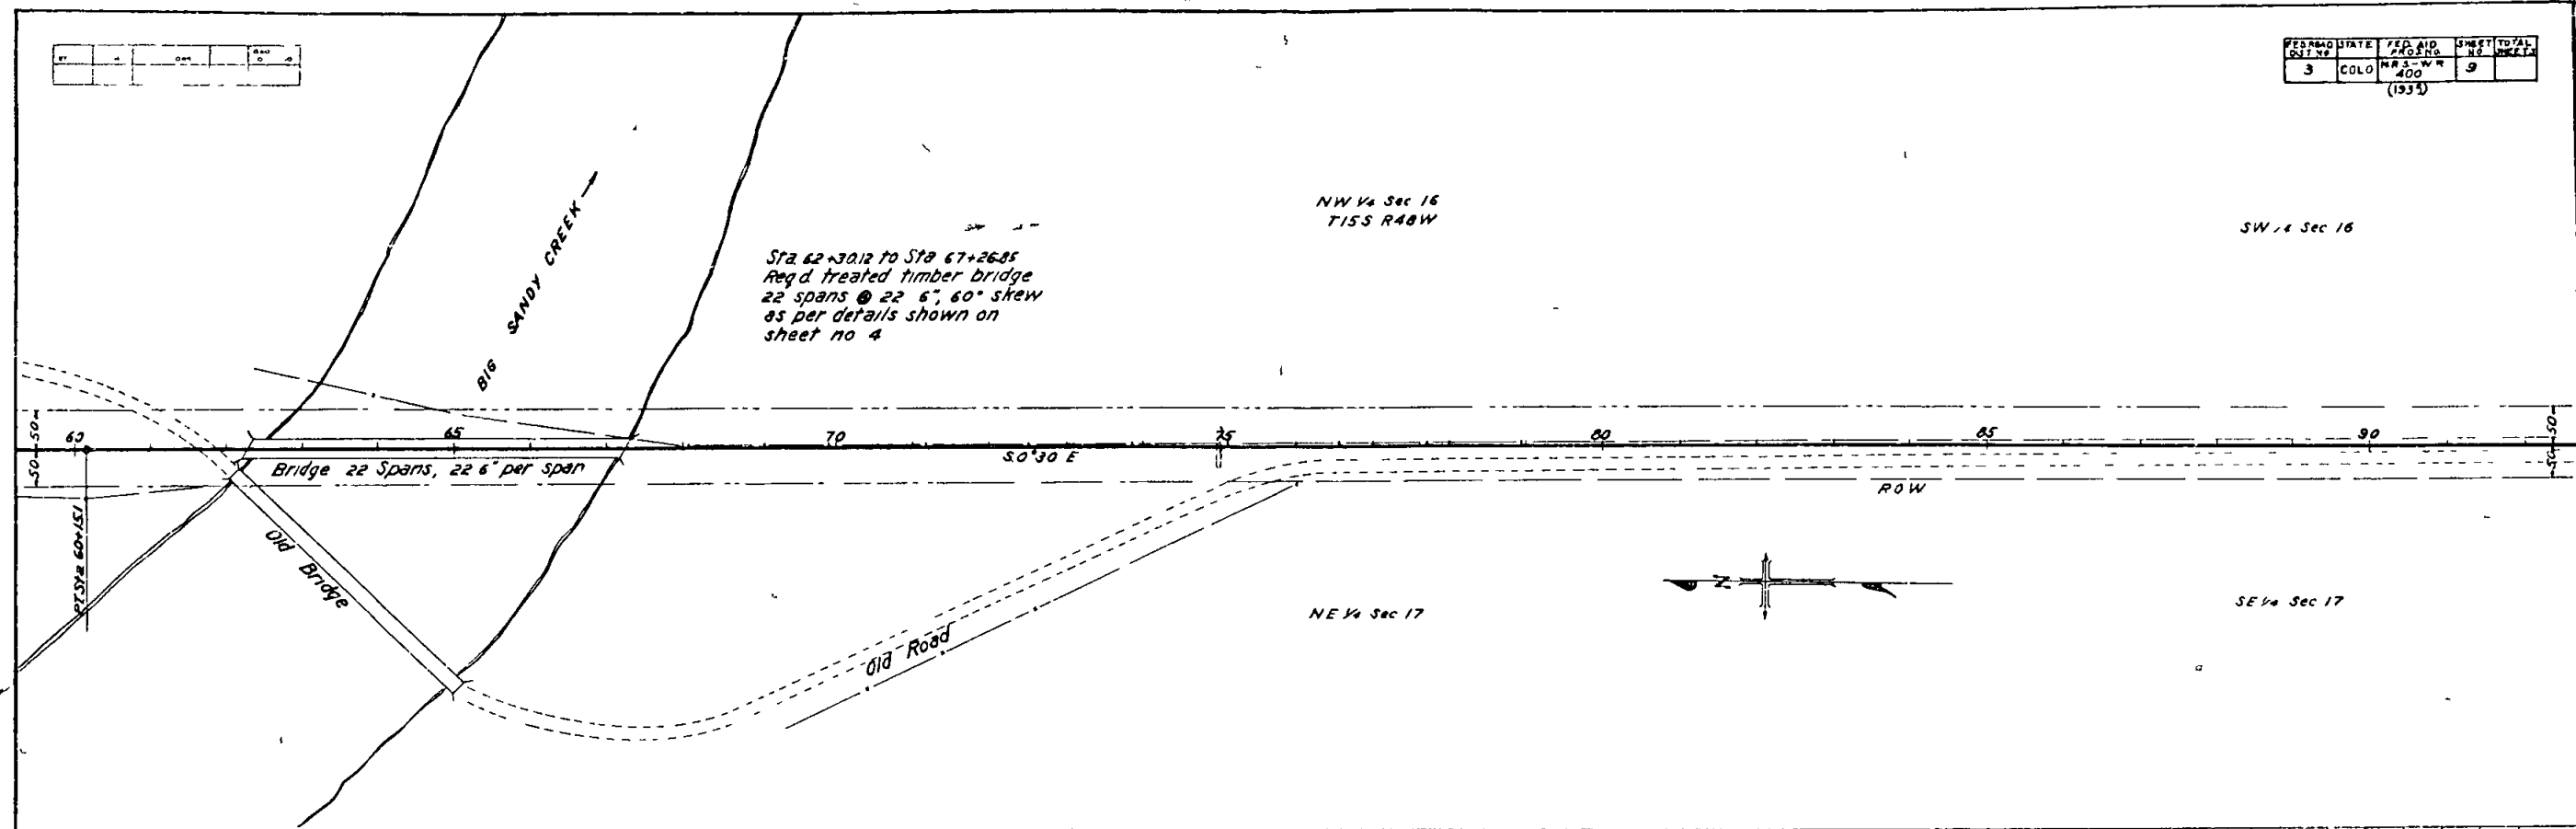 FED ROAD DIST NO
STATE
FED. AID PROJ NO
SHEET NO
TOTAL SHEETS
3
COLO
NRS-WR 400
9
(1935)
NW 1/4 Sec 16
T15S R48W
SW 1/4 Sec 16
BIG SANDY CREEK
Sta. 62+30.12 to Sta 67+26.85
Req'd. treated timber bridge
22 spans @ 22 6", 60° skew
as per details shown on
sheet no 4
50
60
65
70
75
80
85
90
50
50
S.0°30 E
50
Bridge 22 Spans, 22 6" per span
ROW
PT Sta 60+15.1
Old Bridge
Old Road
Z
NE 1/4 Sec 17
SE 1/4 Sec 17